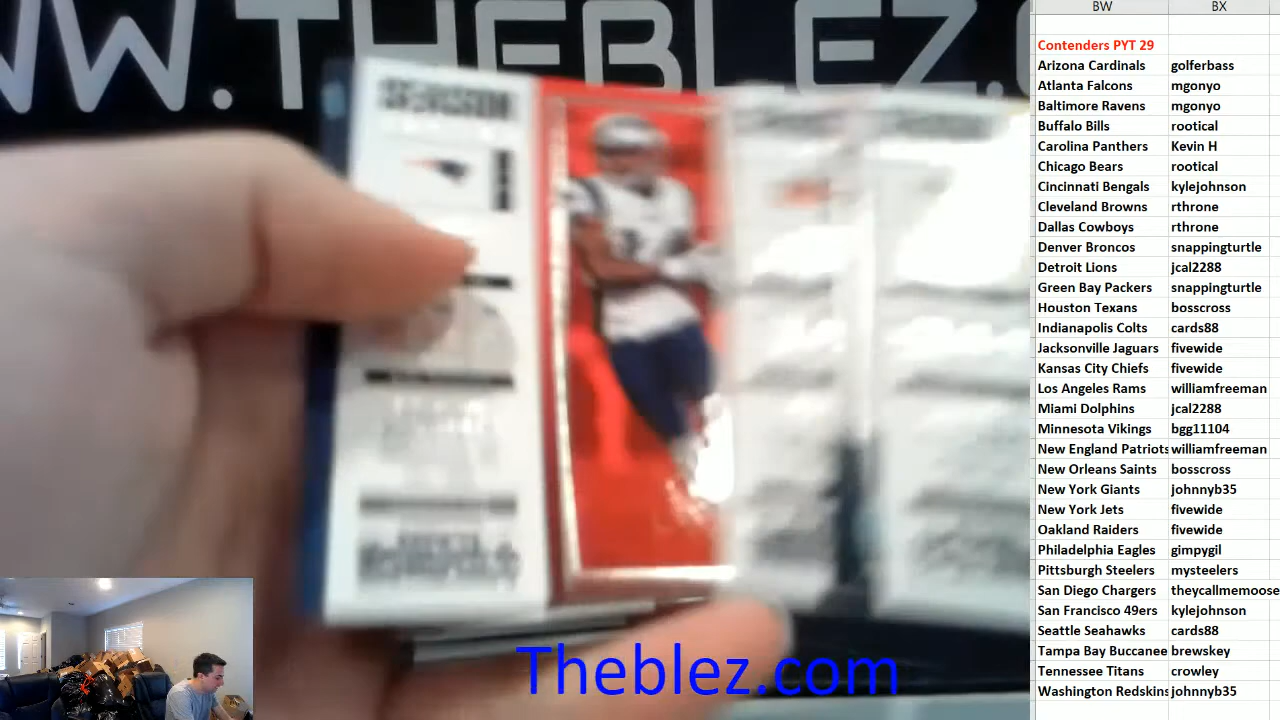 WWW.THEBLEZ.CO
SEASON
Theblez.com
BW BX
Contenders PYT 29
Arizona Cardinals golferbass
Atlanta Falcons mgonyo
Baltimore Ravens mgonyo
Buffalo Bills rootical
Carolina Panthers Kevin H
Chicago Bears rootical
Cincinnati Bengals kylejohnson
Cleveland Browns rthrone
Dallas Cowboys rthrone
Denver Broncos snappingturtle
Detroit Lions jcal2288
Green Bay Packers snappingturtle
Houston Texans bosscross
Indianapolis Colts cards88
Jacksonville Jaguars fivewide
Kansas City Chiefs fivewide
Los Angeles Rams williamfreeman
Miami Dolphins jcal2288
Minnesota Vikings bgg11104
New England Patriots williamfreeman
New Orleans Saints bosscross
New York Giants johnnyb35
New York Jets fivewide
Oakland Raiders fivewide
Philadelphia Eagles gimpygil
Pittsburgh Steelers mysteelers
San Diego Chargers theycallmemoose
San Francisco 49ers kylejohnson
Seattle Seahawks cards88
Tampa Bay Buccanee brewskey
Tennessee Titans crowley
Washington Redskins johnnyb35